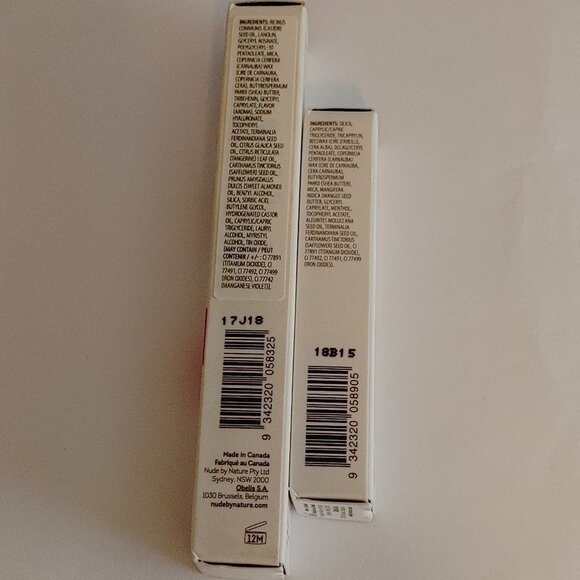 INGREDIENTS: RICINUS
COMMUNIS (CASTOR)
SEED OIL, LANOLIN,
GLYCERYL ROSINATE,
POLYGLYCERYL-10
PENTAOLEATE, MICA,
COPERNICIA CERIFERA
(CARNAUBA) WAX
(CIRE DE CARNAUBA,
COPERNICIA CERIFERA
CERA), BUTYROSPERMUM
PARKII (SHEA) BUTTER,
TRIBEHENIN, GLYCERYL
CAPRYLATE, FLAVOR
(AROMA), SODIUM
HYALURONATE,
TOCOPHERYL
ACETATE, TERMINALIA
FERDINANDIANA SEED
OIL, CITRUS GLAUCA SEED
OIL, CITRUS RETICULATA
(TANGERINE) LEAF OIL,
CARTHAMUS TINCTORIUS
(SAFFLOWER) SEED OIL,
PRUNUS AMYGDALUS
DULCIS (SWEET ALMOND)
OIL, BENZYL ALCOHOL,
SILICA, SORBIC ACID,
BUTYLENE GLYCOL,
HYDROGENATED CASTOR
OIL, CAPRYLIC/CAPRIC
TRIGLYCERIDE, LAURYL
ALCOHOL, MYRISTYL
ALCOHOL, TIN OXIDE.
[MAY CONTAIN / PEUT
CONTENIR / +/- : CI 77891
(TITANIUM DIOXIDE), CI
77491, CI 77492, CI 77499
(IRON OXIDES), CI 77742
(MANGANESE VIOLET)].
17J18
9 342320 058325
Made in Canada
Fabriqué au Canada
Nude by Nature Pty Ltd
Sydney, NSW 2000
Obelis S.A.
1030 Brussels, Belgium
nudebynature.com
12M
INGREDIENTS: SILICA,
CAPRYLIC/CAPRIC
TRIGLYCERIDE, TRICAPRYLIN,
BEESWAX (CIRE D'ABEILLE,
CERA ALBA), DECAGLYCERYL
PENTAOLEATE, COPERNICIA
CERIFERA (CARNAUBA)
WAX (CIRE DE CARNAUBA,
CERA CARNAUBA),
BUTYROSPERMUM
PARKII (SHEA BUTTER),
MICA, MANGIFERA
INDICA (MANGO) SEED
BUTTER, GLYCERYL
CAPRYLATE, MENTHOL,
TOCOPHERYL ACETATE,
ALEURITES MOLUCCANA
SEED OIL, TERMINALIA
FERDINANDIANA SEED OIL,
CARTHAMUS TINCTORIUS
(SAFFLOWER) SEED OIL, CI
77891 (TITANIUM DIOXIDE),
CI 77492, CI 77491, CI 77499
(IRON OXIDES).
18B15
9 342320 058905